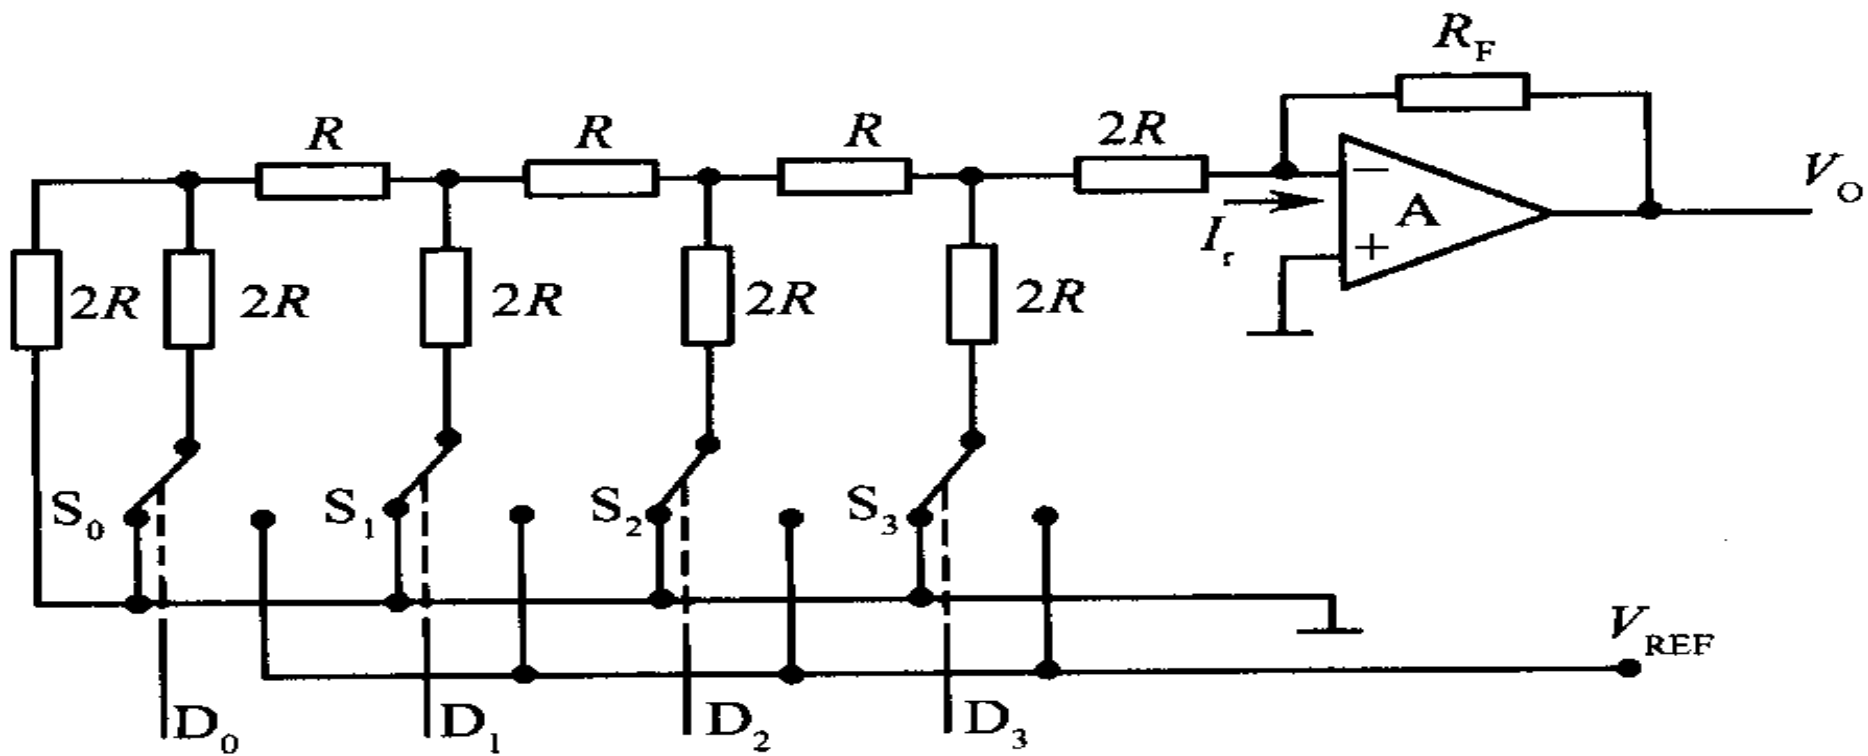 R_F
R R R 2R
V_O
− A
I_r
+
2R 2R 2R 2R 2R
S_0 S_1 S_2 S_3
V_REF
D_0 D_1 D_2 D_3